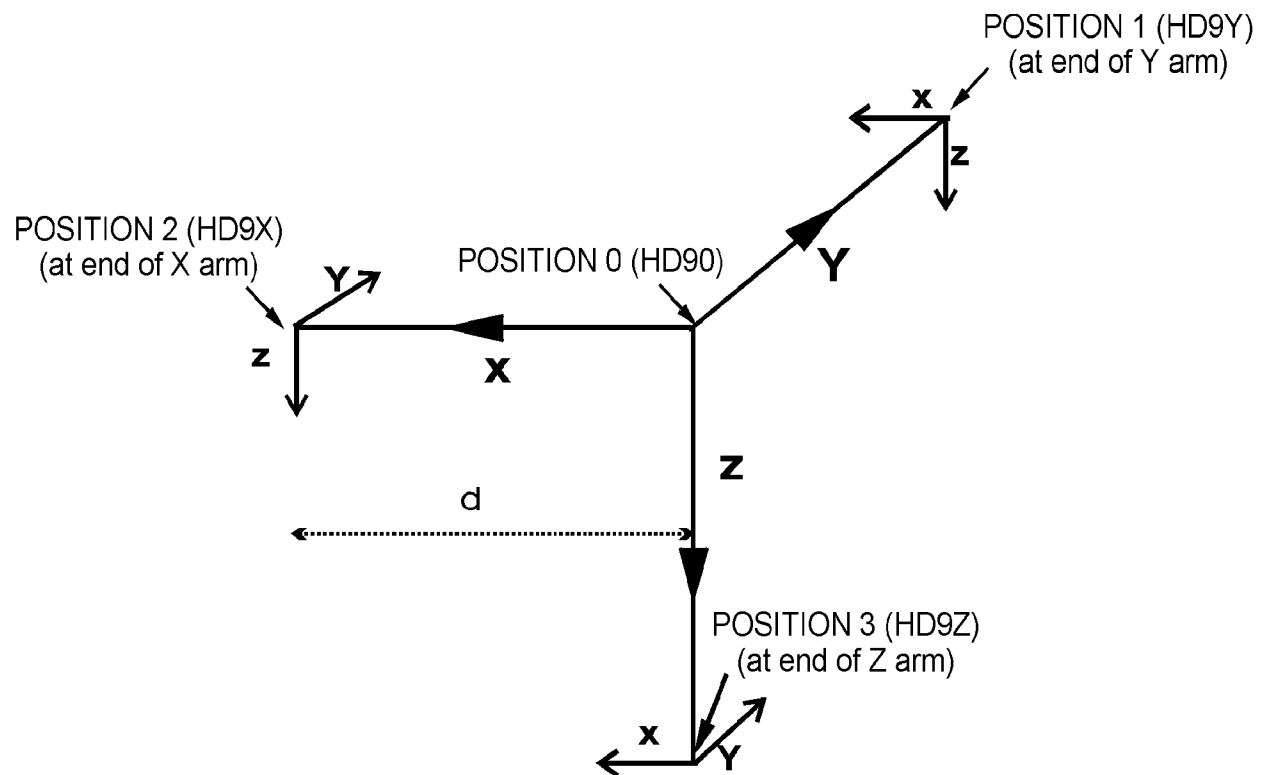 POSITION 1 (HD9Y)
(at end of Y arm)
x
z
POSITION 2 (HD9X)
(at end of X arm)
Y
z
POSITION 0 (HD90)
Y
X
Z
d
POSITION 3 (HD9Z)
(at end of Z arm)
x
Y